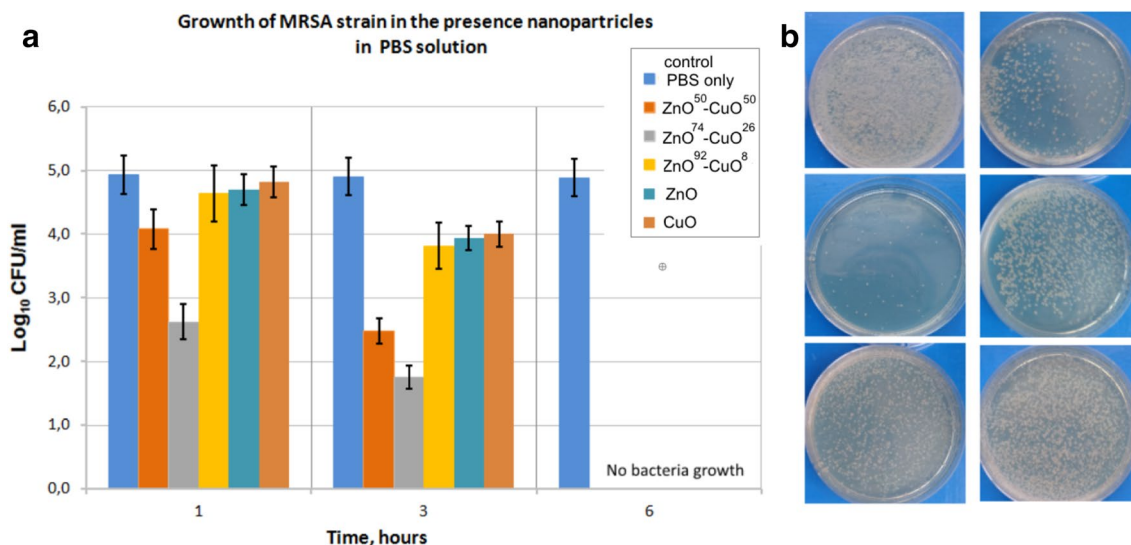 a
Grownth of MRSA strain in the presence nanopartricles
in PBS solution
control
PBS only
ZnO50-CuO50
ZnO74-CuO26
ZnO92-CuO8
ZnO
CuO
Log10 CFU/ml
6,0
5,0
4,0
3,0
2,0
1,0
0,0
No bacteria growth
1
3
6
Time, hours
b